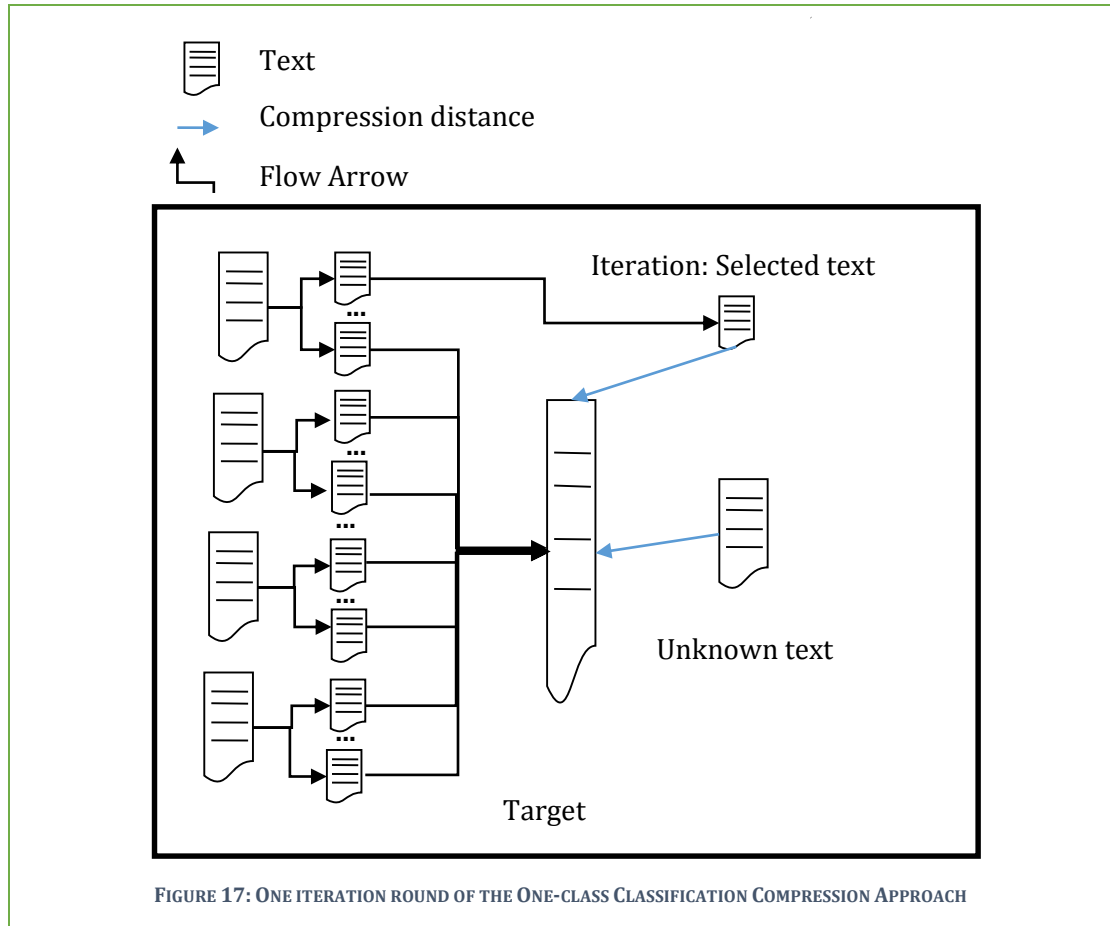 Text
Compression distance
Flow Arrow
Iteration: Selected text
...
...
...
...
...
Unknown text
...
Target
FIGURE 17: ONE ITERATION ROUND OF THE ONE-CLASS CLASSIFICATION COMPRESSION APPROACH